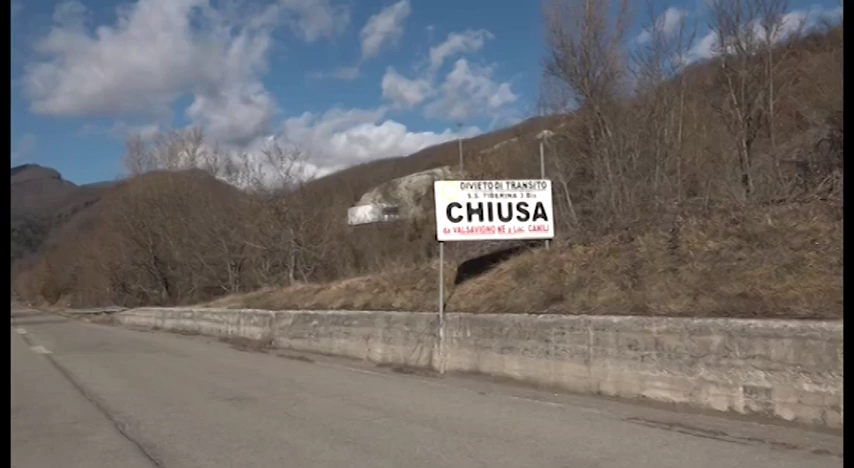 DIVIETO DI TRANSITO
S.S. TIBERINA 3 Bis
CHIUSA
da VALSAVIGNONE a Loc. CANILI